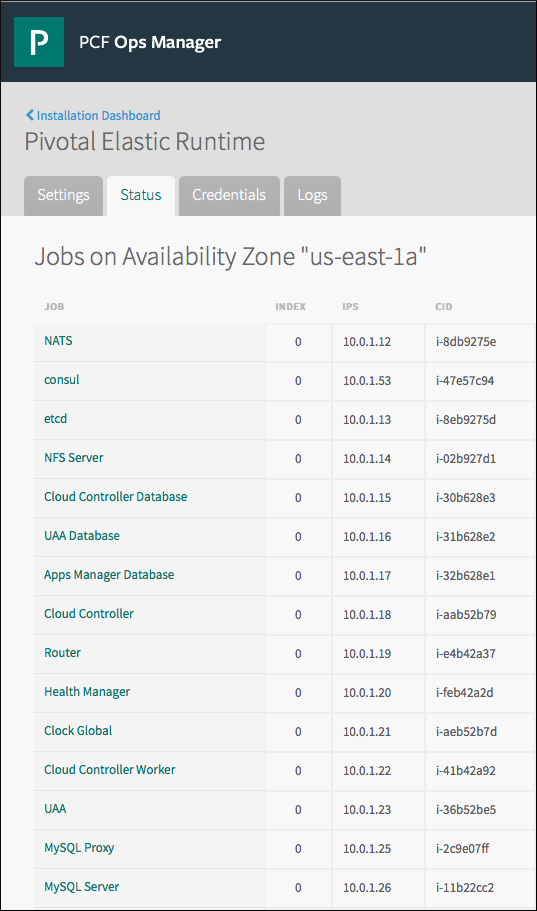 P PCF Ops Manager
Installation Dashboard
Pivotal Elastic Runtime
Settings Status Credentials Logs
Jobs on Availability Zone "us-east-1a"
JOB INDEX IPS CID
NATS 0 10.0.1.12 i-8db9275e
consul 0 10.0.1.53 i-47e57c94
etcd 0 10.0.1.13 i-8eb9275d
NFS Server 0 10.0.1.14 i-02b927d1
Cloud Controller Database 0 10.0.1.15 i-30b628e3
UAA Database 0 10.0.1.16 i-31b628e2
Apps Manager Database 0 10.0.1.17 i-32b628e1
Cloud Controller 0 10.0.1.18 i-aab52b79
Router 0 10.0.1.19 i-e4b42a37
Health Manager 0 10.0.1.20 i-feb42a2d
Clock Global 0 10.0.1.21 i-aeb52b7d
Cloud Controller Worker 0 10.0.1.22 i-41b42a92
UAA 0 10.0.1.23 i-36b52be5
MySQL Proxy 0 10.0.1.25 i-2c9e07ff
MySQL Server 0 10.0.1.26 i-11b22cc2